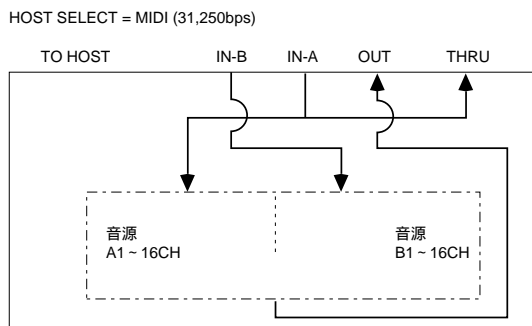 HOST SELECT = MIDI (31,250bps)
TO HOST IN-B IN-A OUT THRU
音源 音源
A1 ~ 16CH B1 ~ 16CH